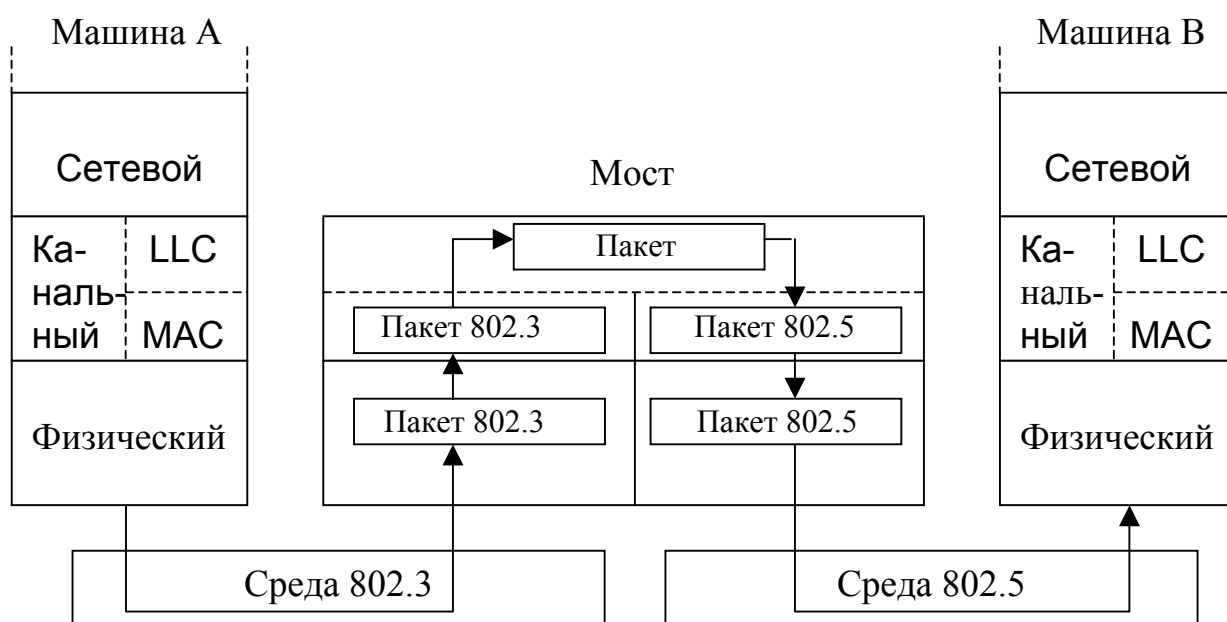 Машина А
Машина В
Сетевой
Мост
Сетевой
Ка-
наль-
ный
LLC
MAC
Пакет
Ка-
наль-
ный
LLC
MAC
Пакет 802.3
Пакет 802.5
Физический
Пакет 802.3
Пакет 802.5
Физический
Среда 802.3
Среда 802.5